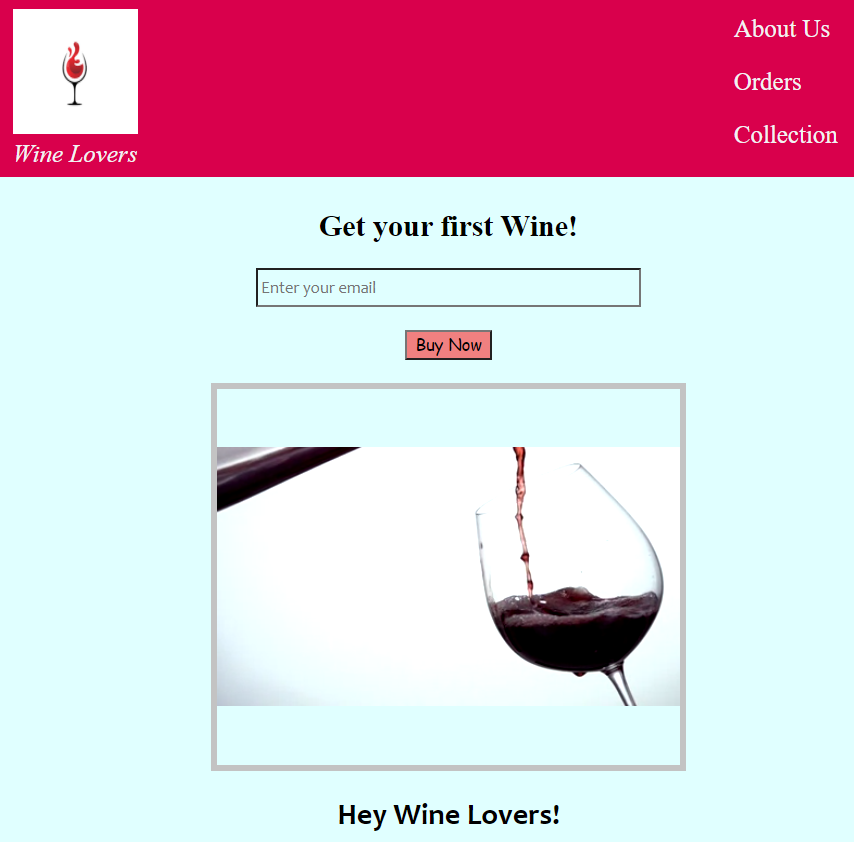 Wine Lovers
About Us
Orders
Collection
Get your first Wine!
Enter your email
Buy Now
Hey Wine Lovers!